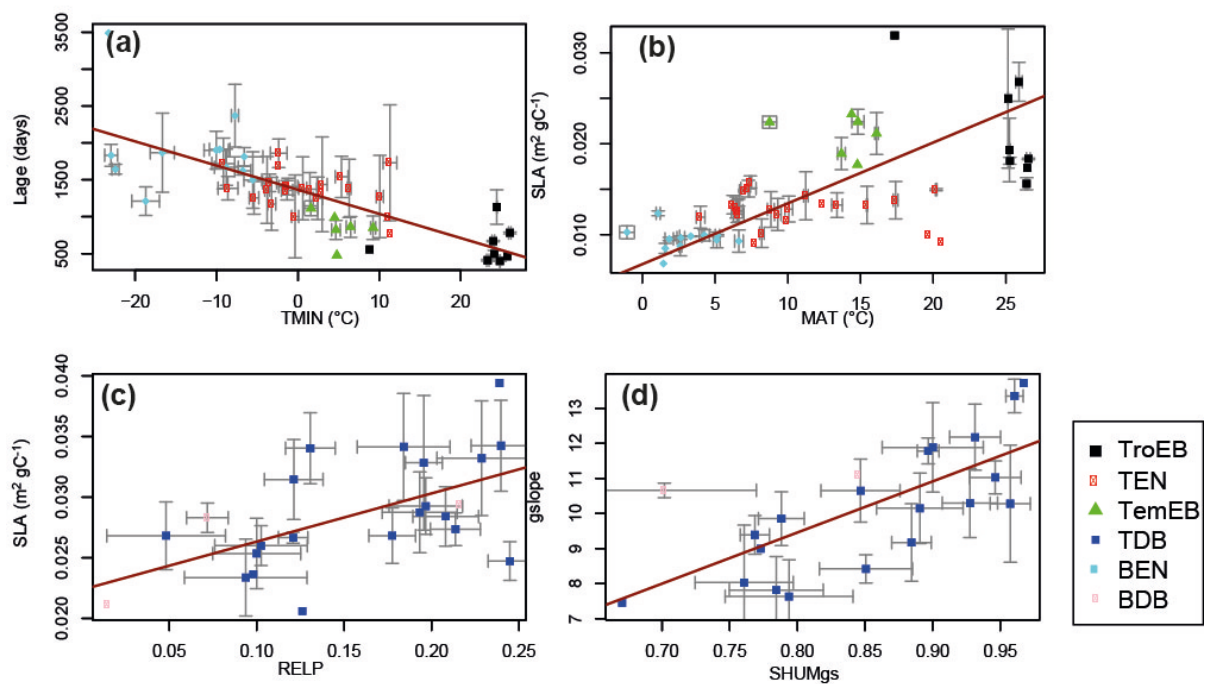 (a)
Lage (days)
3500
2500
1500
500
−20
−10
0
10
20
TMIN (°C)
(b)
SLA (m² gC⁻¹)
0.030
0.020
0.010
0
5
10
15
20
25
MAT (°C)
(c)
SLA (m² gC⁻¹)
0.040
0.035
0.030
0.025
0.020
0.05
0.10
0.15
0.20
0.25
RELP
(d)
gslope
13
12
11
10
9
8
7
0.70
0.75
0.80
0.85
0.90
0.95
SHUMgs
TroEB
TEN
TemEB
TDB
BEN
BDB